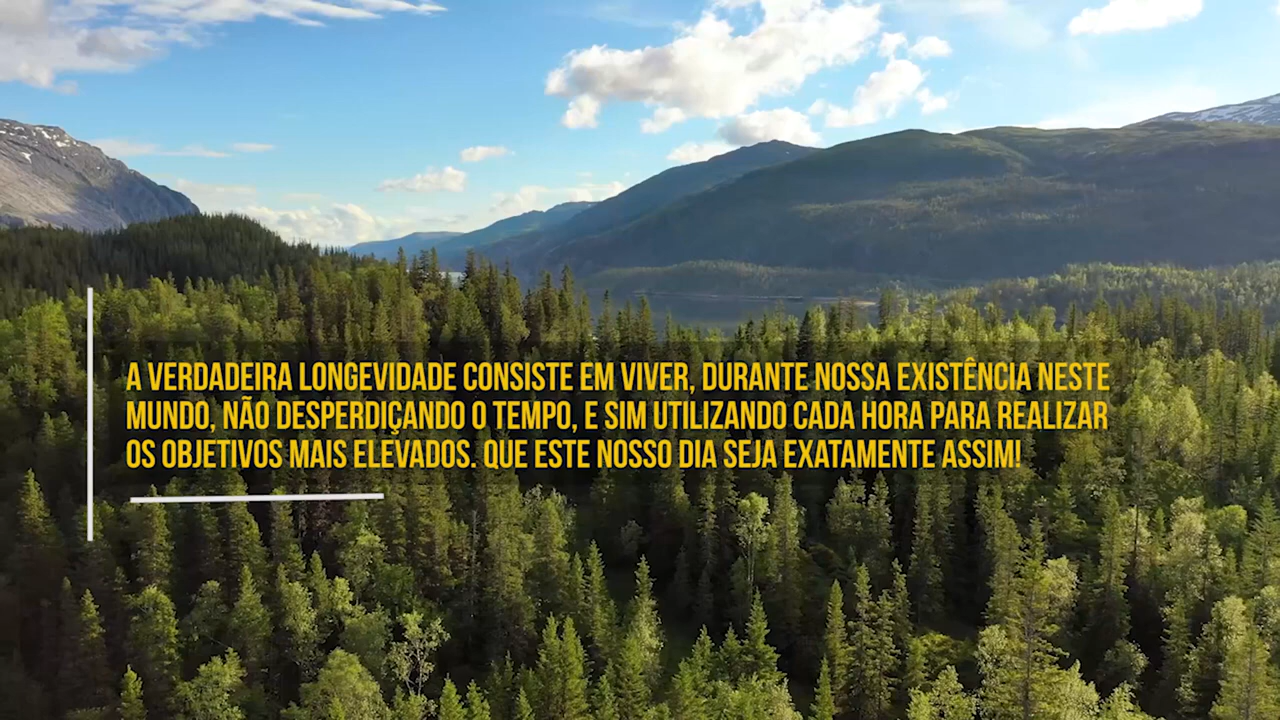 A VERDADEIRA LONGEVIDADE CONSISTE EM VIVER, DURANTE NOSSA EXISTÊNCIA NESTE
MUNDO, NÃO DESPERDIÇANDO O TEMPO, E SIM UTILIZANDO CADA HORA PARA REALIZAR
OS OBJETIVOS MAIS ELEVADOS. QUE ESTE NOSSO DIA SEJA EXATAMENTE ASSIM!